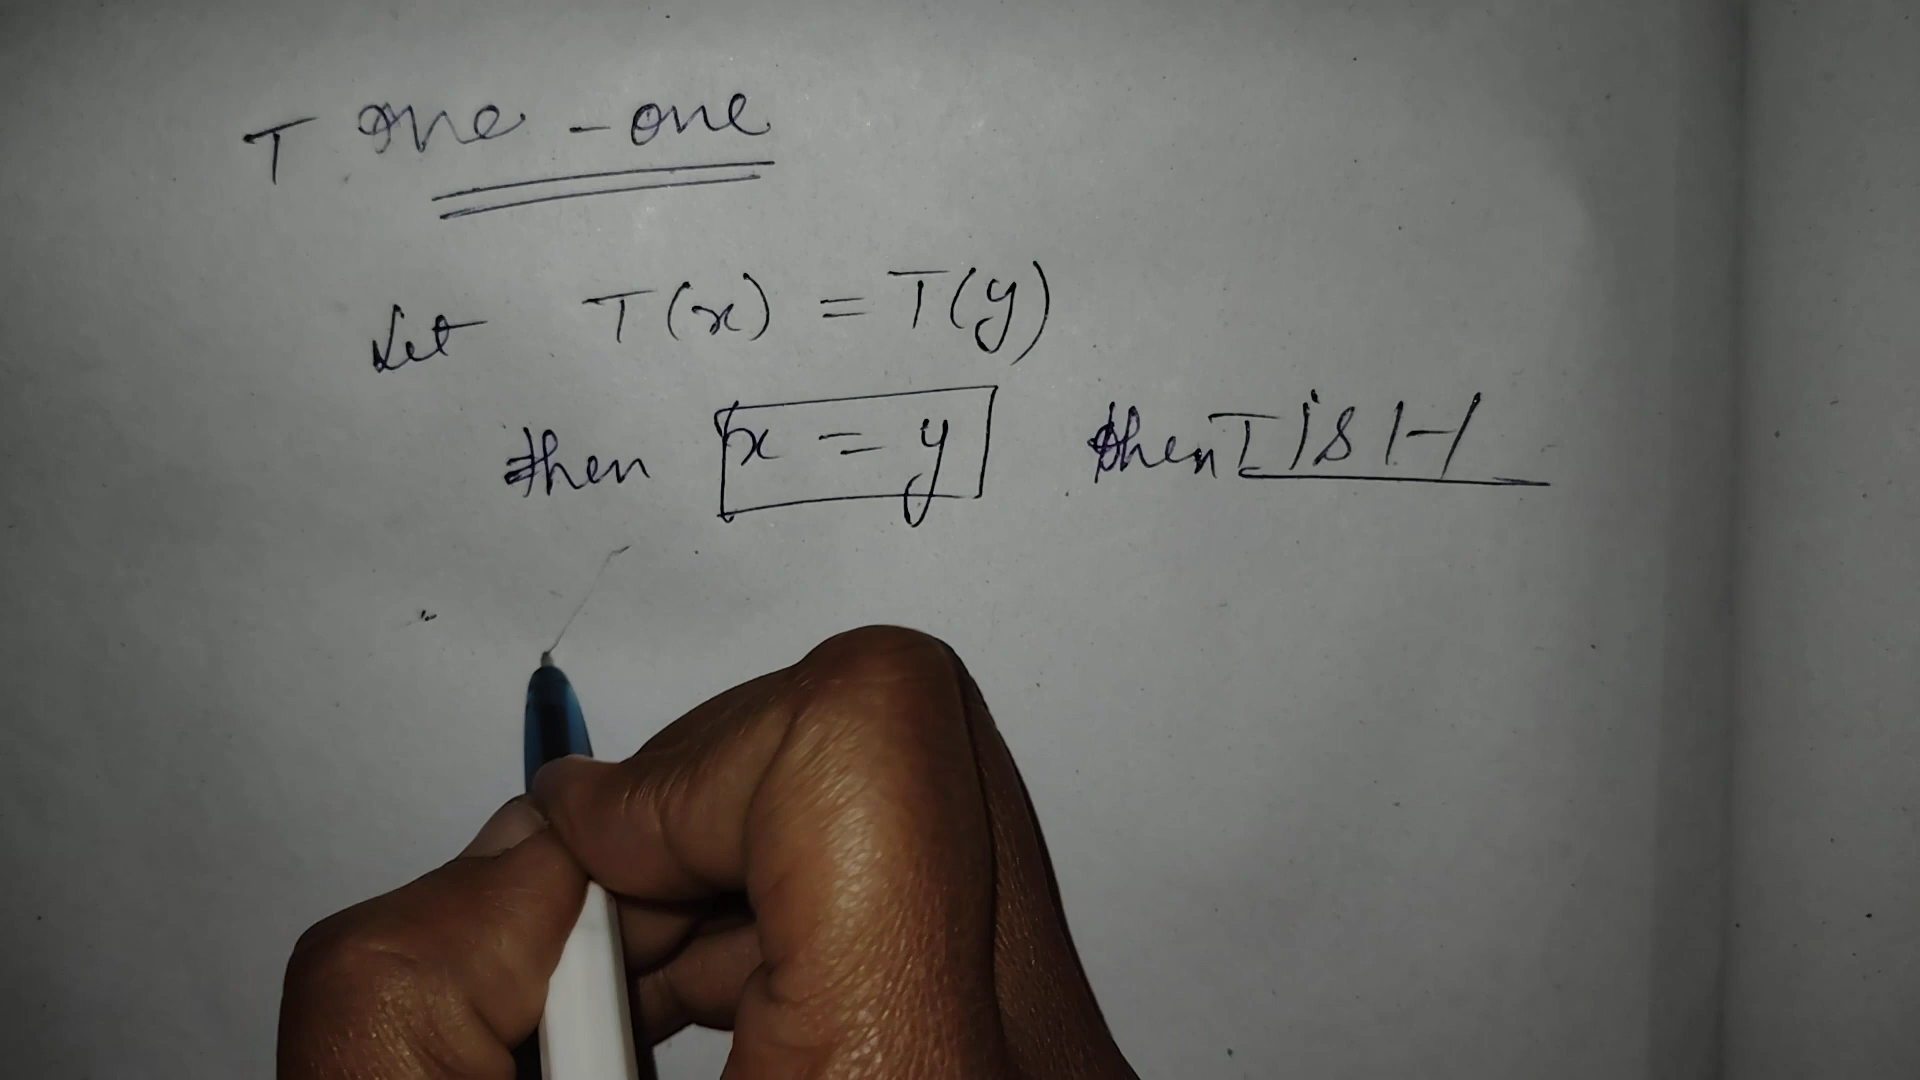 T one - one
Let T(x) = T(y)
then x = y then T is 1-1